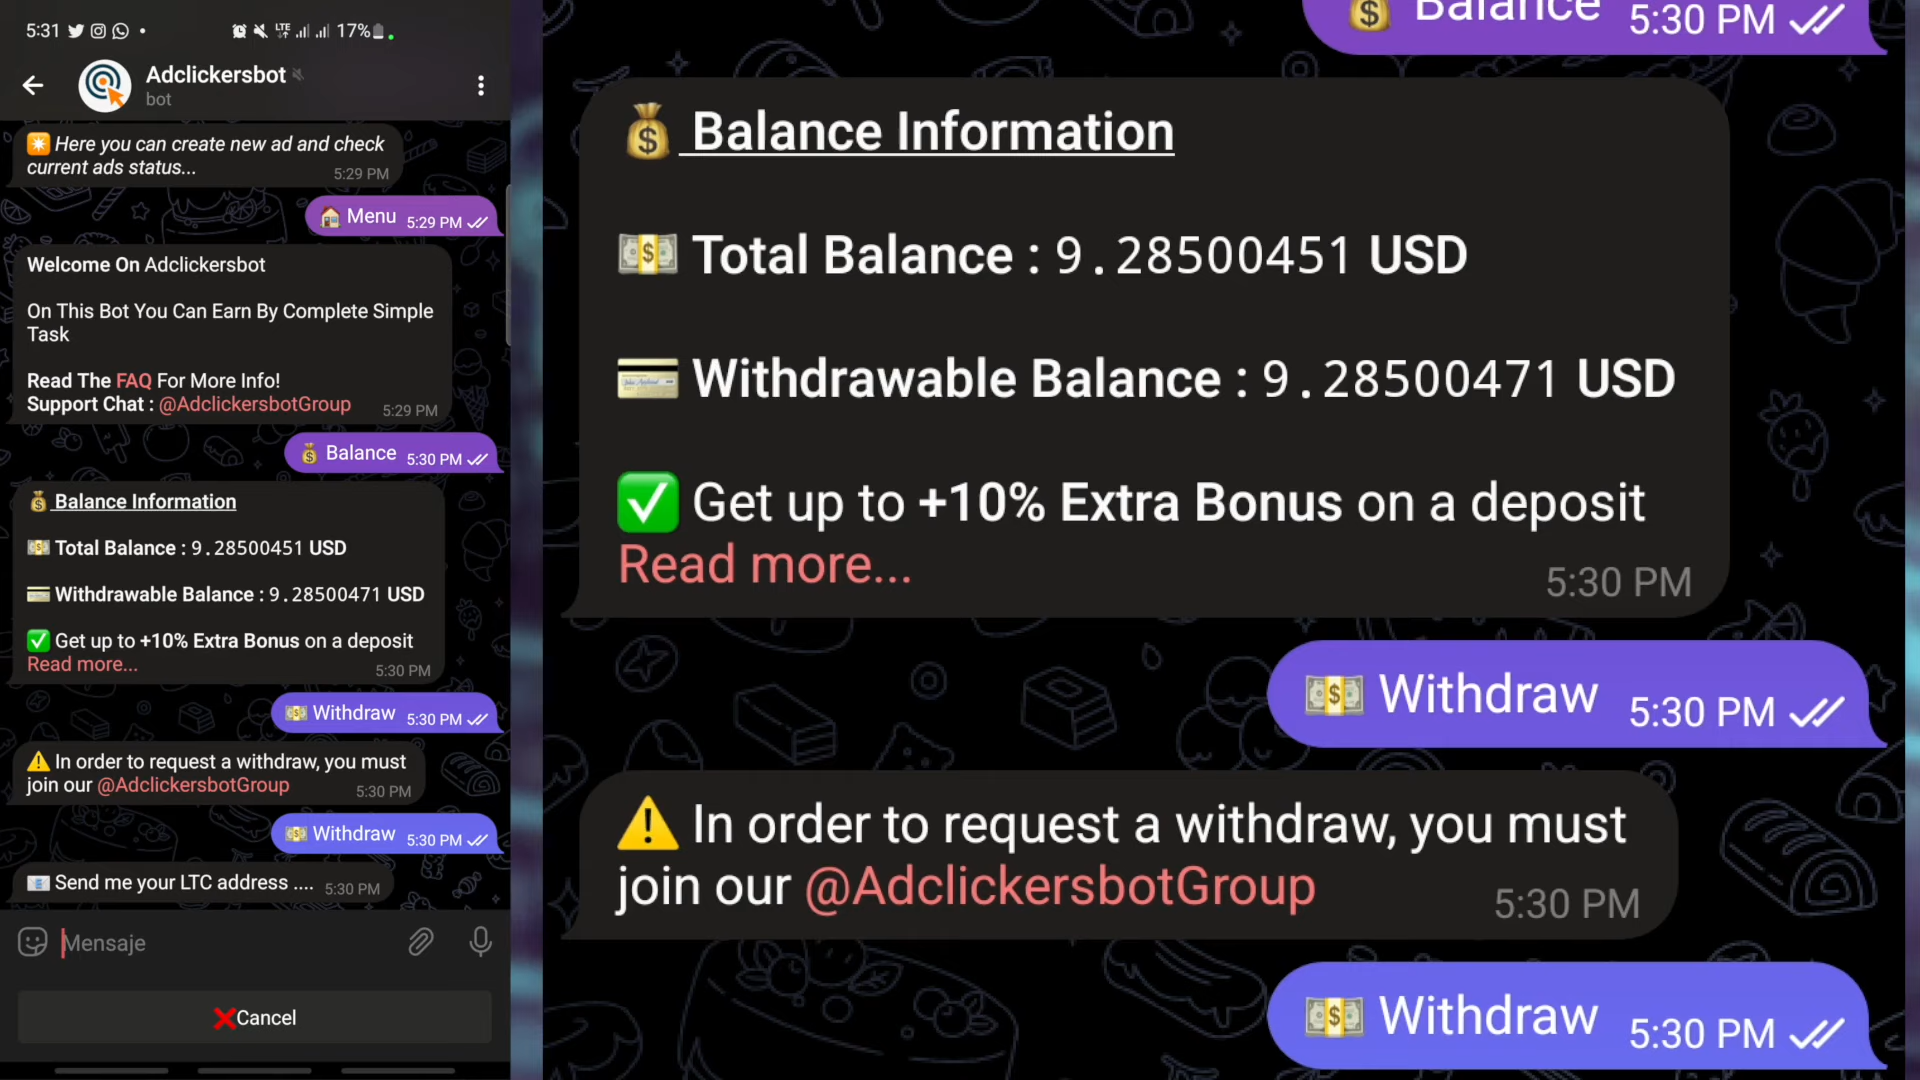 5:31
LTE
17%
Adclickersbot
bot
Here you can create new ad and check
current ads status...
5:29 PM
Menu 5:29 PM
Welcome On Adclickersbot
On This Bot You Can Earn By Complete Simple
Task
Read The FAQ For More Info!
Support Chat : @AdclickersbotGroup 5:29 PM
Balance 5:30 PM
Balance Information
Total Balance : 9.28500451 USD
Withdrawable Balance : 9.28500471 USD
Get up to +10% Extra Bonus on a deposit
Read more... 5:30 PM
Withdraw 5:30 PM
In order to request a withdraw, you must
join our @AdclickersbotGroup 5:30 PM
Withdraw 5:30 PM
Send me your LTC address .... 5:30 PM
Mensaje
Cancel
Balance 5:30 PM
Balance Information
Total Balance : 9.28500451 USD
Withdrawable Balance : 9.28500471 USD
Get up to +10% Extra Bonus on a deposit
Read more...
5:30 PM
Withdraw 5:30 PM
In order to request a withdraw, you must
join our @AdclickersbotGroup 5:30 PM
Withdraw 5:30 PM